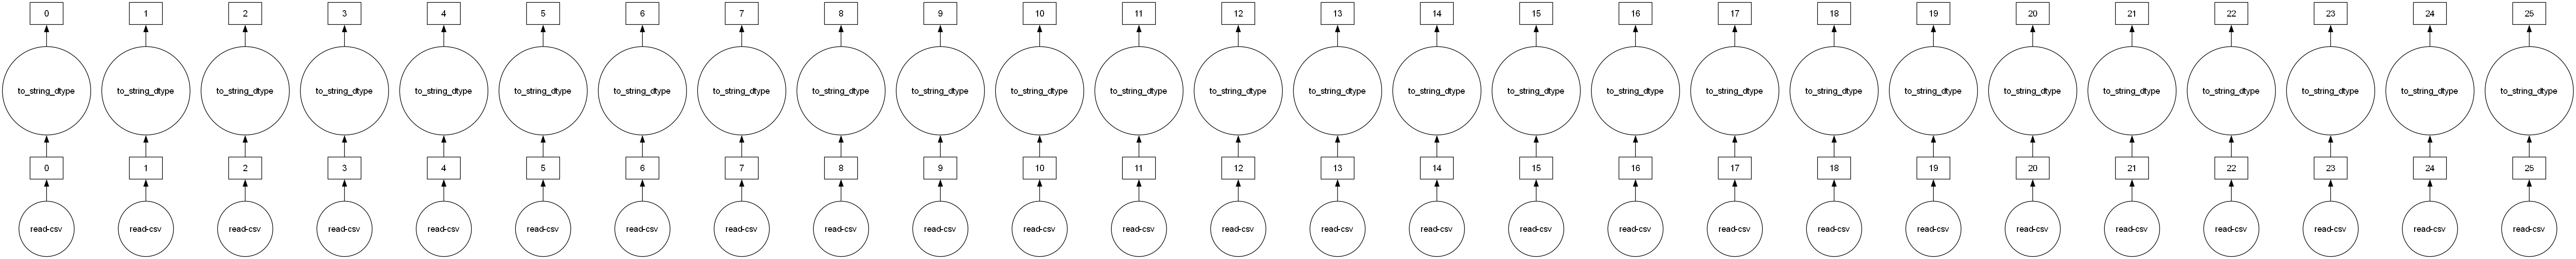 0 1 2 3 4 5 6 7 8 9 10 11 12 13 14 15 16 17 18 19 20 21 22 23 24 25
to_string_dtype to_string_dtype to_string_dtype to_string_dtype to_string_dtype to_string_dtype to_string_dtype to_string_dtype to_string_dtype to_string_dtype to_string_dtype to_string_dtype to_string_dtype to_string_dtype to_string_dtype to_string_dtype to_string_dtype to_string_dtype to_string_dtype to_string_dtype to_string_dtype to_string_dtype to_string_dtype to_string_dtype to_string_dtype to_string_dtype
0 1 2 3 4 5 6 7 8 9 10 11 12 13 14 15 16 17 18 19 20 21 22 23 24 25
read-csv read-csv read-csv read-csv read-csv read-csv read-csv read-csv read-csv read-csv read-csv read-csv read-csv read-csv read-csv read-csv read-csv read-csv read-csv read-csv read-csv read-csv read-csv read-csv read-csv read-csv